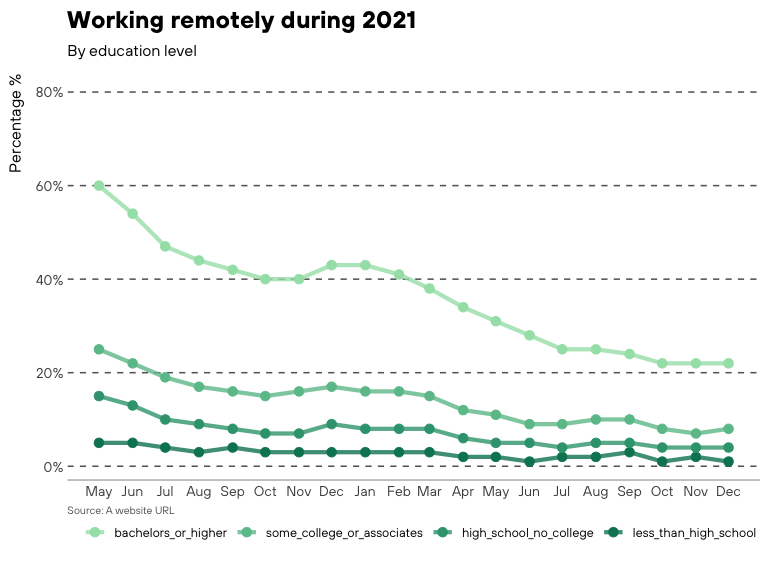 Working remotely during 2021
By education level
Percentage %
80%
60%
40%
20%
0%
May Jun Jul Aug Sep Oct Nov Dec Jan Feb Mar Apr May Jun Jul Aug Sep Oct Nov Dec
Source: A website URL
bachelors_or_higher some_college_or_associates high_school_no_college less_than_high_school